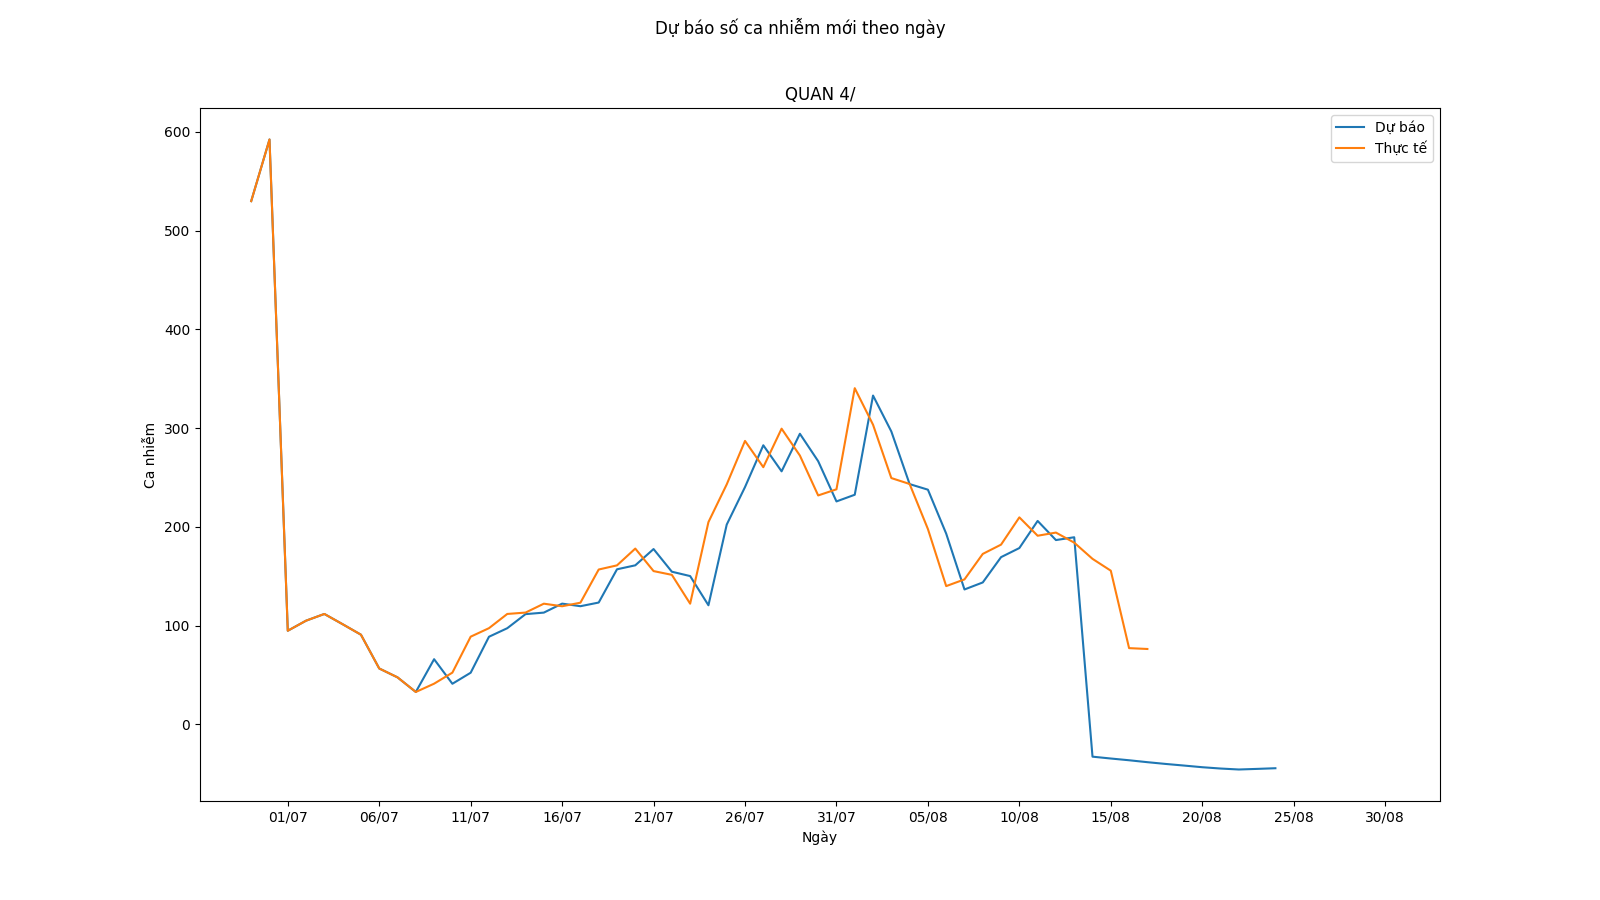 Dự báo số ca nhiễm mới theo ngày
QUAN 4/
Dự báo
Thực tế
Ca nhiễm
600
500
400
300
200
100
0
01/07 06/07 11/07 16/07 21/07 26/07 31/07 05/08 10/08 15/08 20/08 25/08 30/08
Ngày